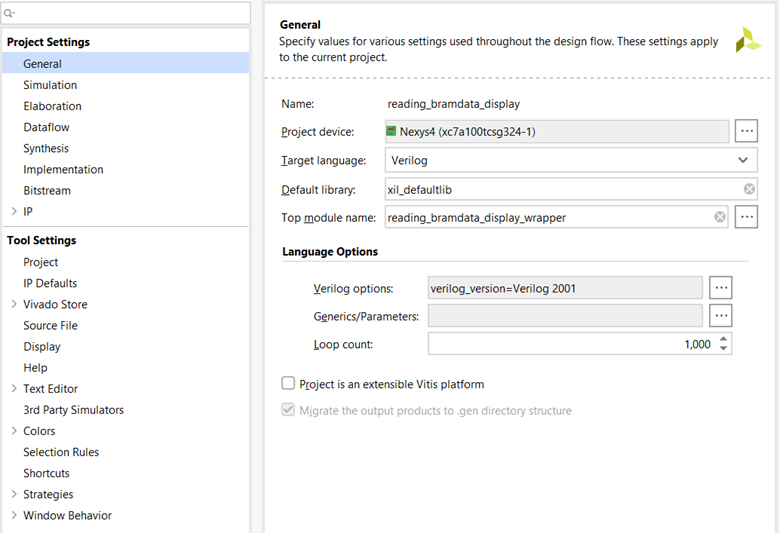 Project Settings
General
Simulation
Elaboration
Dataflow
Synthesis
Implementation
Bitstream
IP
Tool Settings
Project
IP Defaults
Vivado Store
Source File
Display
Help
Text Editor
3rd Party Simulators
Colors
Selection Rules
Shortcuts
Strategies
Window Behavior
General
Specify values for various settings used throughout the design flow. These settings apply
to the current project.
Name: reading_bramdata_display
Project device: Nexys4 (xc7a100tcsg324-1)
Target language: Verilog
Default library: xil_defaultlib
Top module name: reading_bramdata_display_wrapper
Language Options
Verilog options: verilog_version=Verilog 2001
Generics/Parameters:
Loop count: 1,000
Project is an extensible Vitis platform
Migrate the output products to .gen directory structure